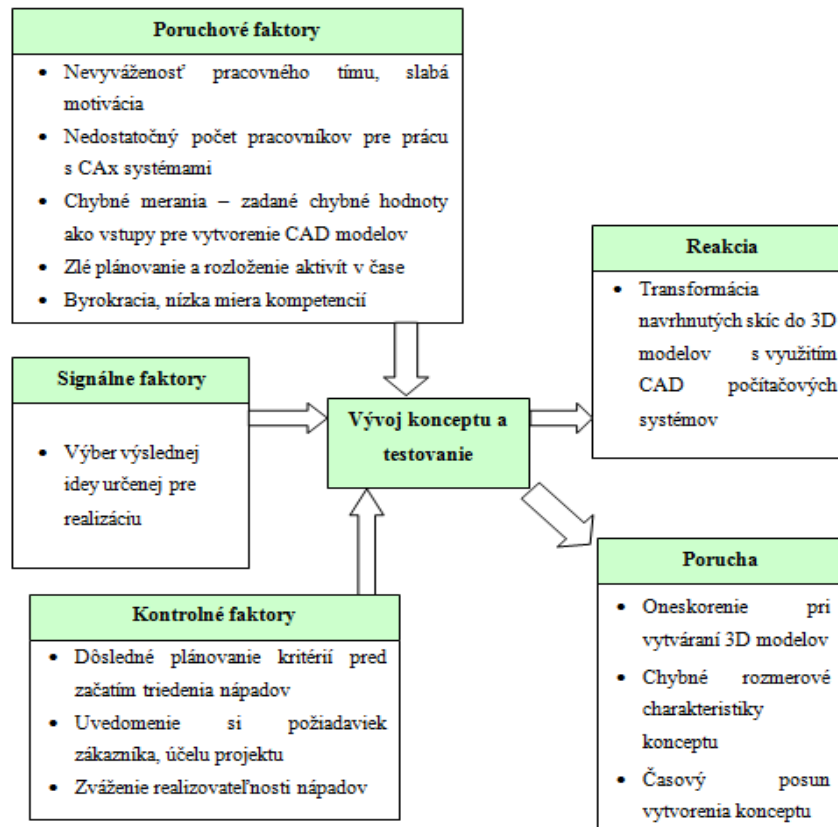 Poruchové faktory
• Nevyváženosť pracovného tímu, slabá
motivácia
• Nedostatočný počet pracovníkov pre prácu
s CAx systémami
• Chybné merania – zadané chybné hodnoty
ako vstupy pre vytvorenie CAD modelov
• Zlé plánovanie a rozloženie aktivít v čase
• Byrokracia, nízka miera kompetencií
Signálne faktory
• Výber výslednej
idey určenej pre
realizáciu
Vývoj konceptu a
testovanie
Reakcia
• Transformácia
navrhnutých skíc do 3D
modelov s využitím
CAD počítačových
systémov
Kontrolné faktory
• Dôsledné plánovanie kritérií pred
začatím triedenia nápadov
• Uvedomenie si požiadaviek
zákazníka, účelu projektu
• Zváženie realizovateľnosti nápadov
Porucha
• Oneskorenie pri
vytváraní 3D modelov
• Chybné rozmerové
charakteristiky
konceptu
• Časový posun
vytvorenia konceptu